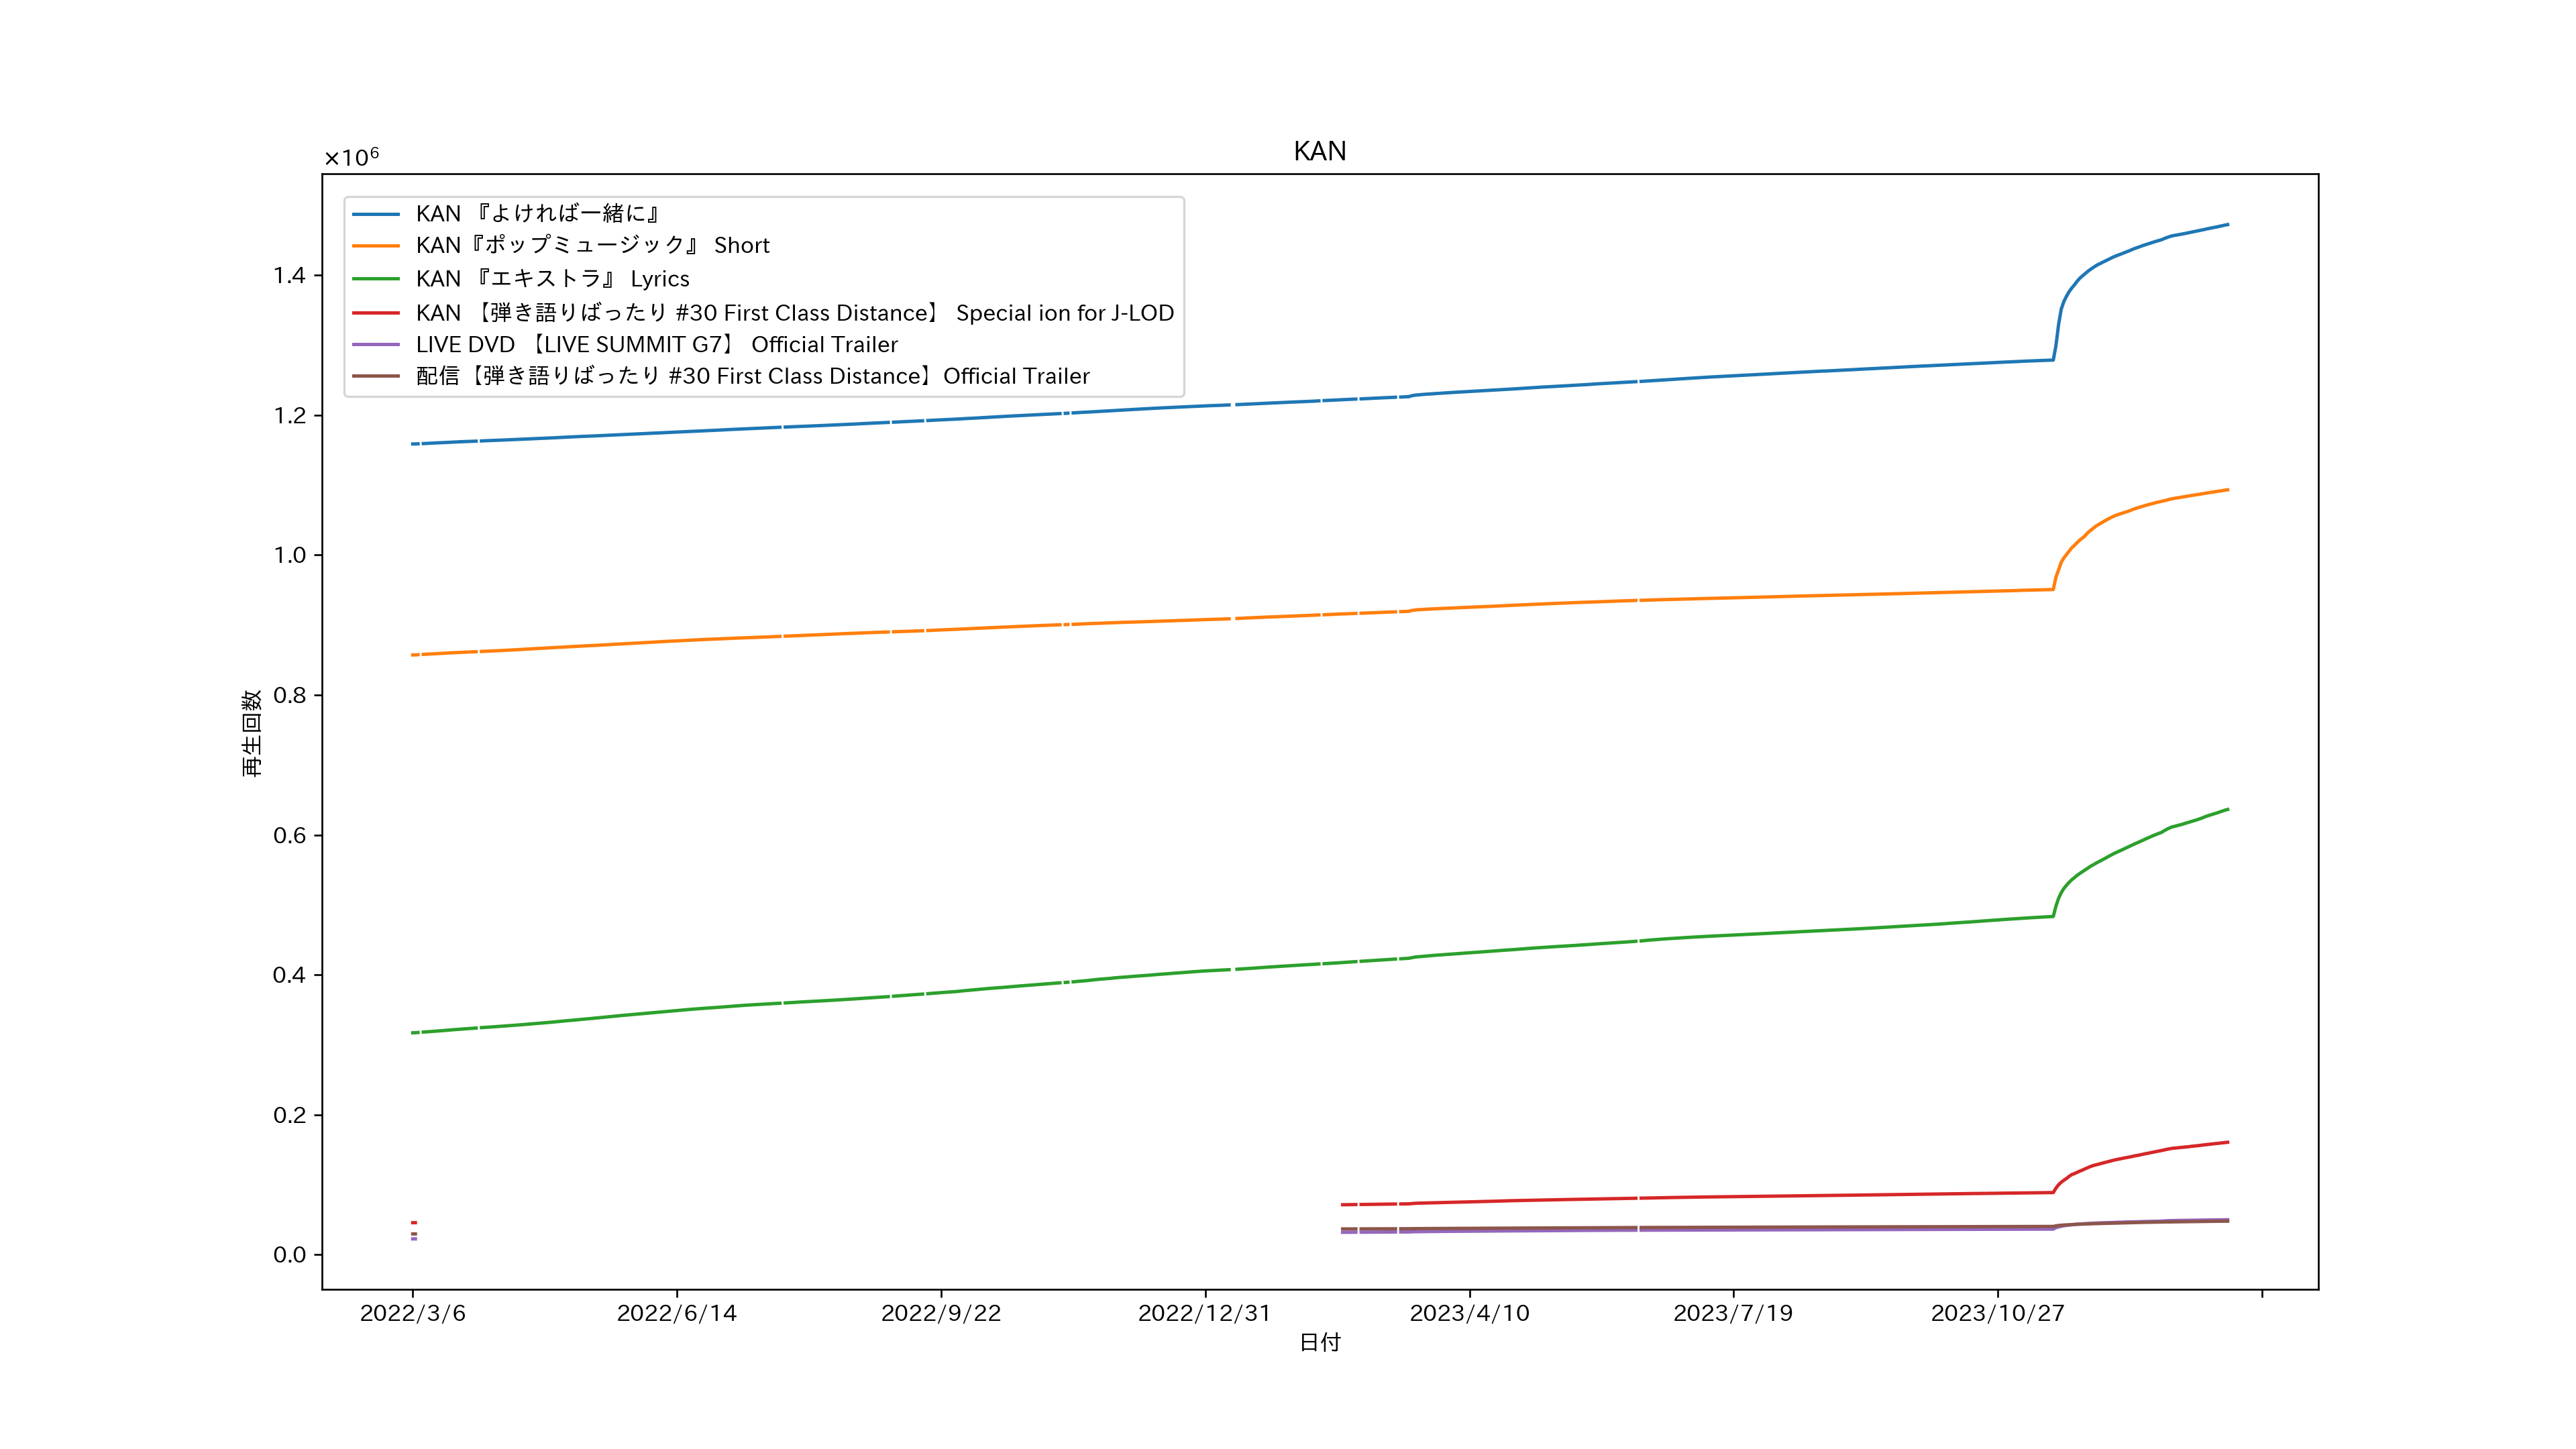 KAN
×10⁶
KAN 『よければ一緒に』
KAN『ポップミュージック』 Short
KAN 『エキストラ』 Lyrics
KAN 【弾き語りばったり #30 First Class Distance】 Special ion for J-LOD
LIVE DVD 【LIVE SUMMIT G7】 Official Trailer
配信【弾き語りばったり #30 First Class Distance】Official Trailer
1.4
1.2
1.0
0.8
0.6
0.4
0.2
0.0
再生回数
2022/3/6 2022/6/14 2022/9/22 2022/12/31 2023/4/10 2023/7/19 2023/10/27
日付